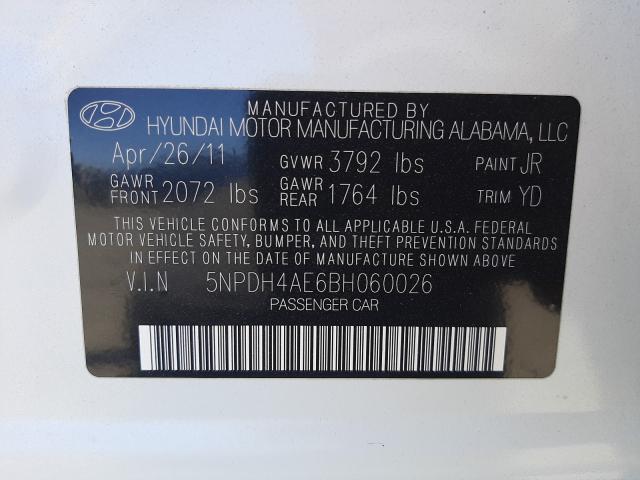 MANUFACTURED BY
HYUNDAI MOTOR MANUFACTURING ALABAMA, LLC
Apr/26/11 GVWR 3792 lbs PAINT JR
GAWR FRONT 2072 lbs GAWR REAR 1764 lbs TRIM YD
THIS VEHICLE CONFORMS TO ALL APPLICABLE U.S.A. FEDERAL
MOTOR VEHICLE SAFETY, BUMPER, AND THEFT PREVENTION STANDARDS
IN EFFECT ON THE DATE OF MANUFACTURE SHOWN ABOVE.
V.I.N 5NPDH4AE6BH060026
PASSENGER CAR